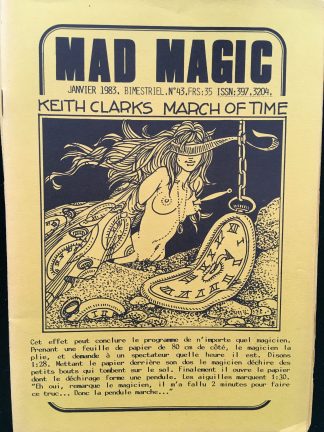 MAD MAGIC
JANVIER 1983. BIMESTRIEL.N°43.FRS:35 ISSN:397.3204.
KEITH CLARKS MARCH OF TIME
Cet effet peut conclure le programme de n'importe quel magicien.
Prenant une feuille de papier de 80 cm de côté, le magicien la
plie, et demande à un spectateur quelle heure il est. Disons
1:28. Mettant le papier derrière son dos le magicien déchire des
petits bouts qui tombent sur le sol. Finalement il ouvre le papier
dont le déchirage forme une pendule. Les aiguilles marquent 1:30.
"Eh oui, remarque le magicien, il m'a fallu 2 minutes pour faire
ce truc... Donc la pendule marche...